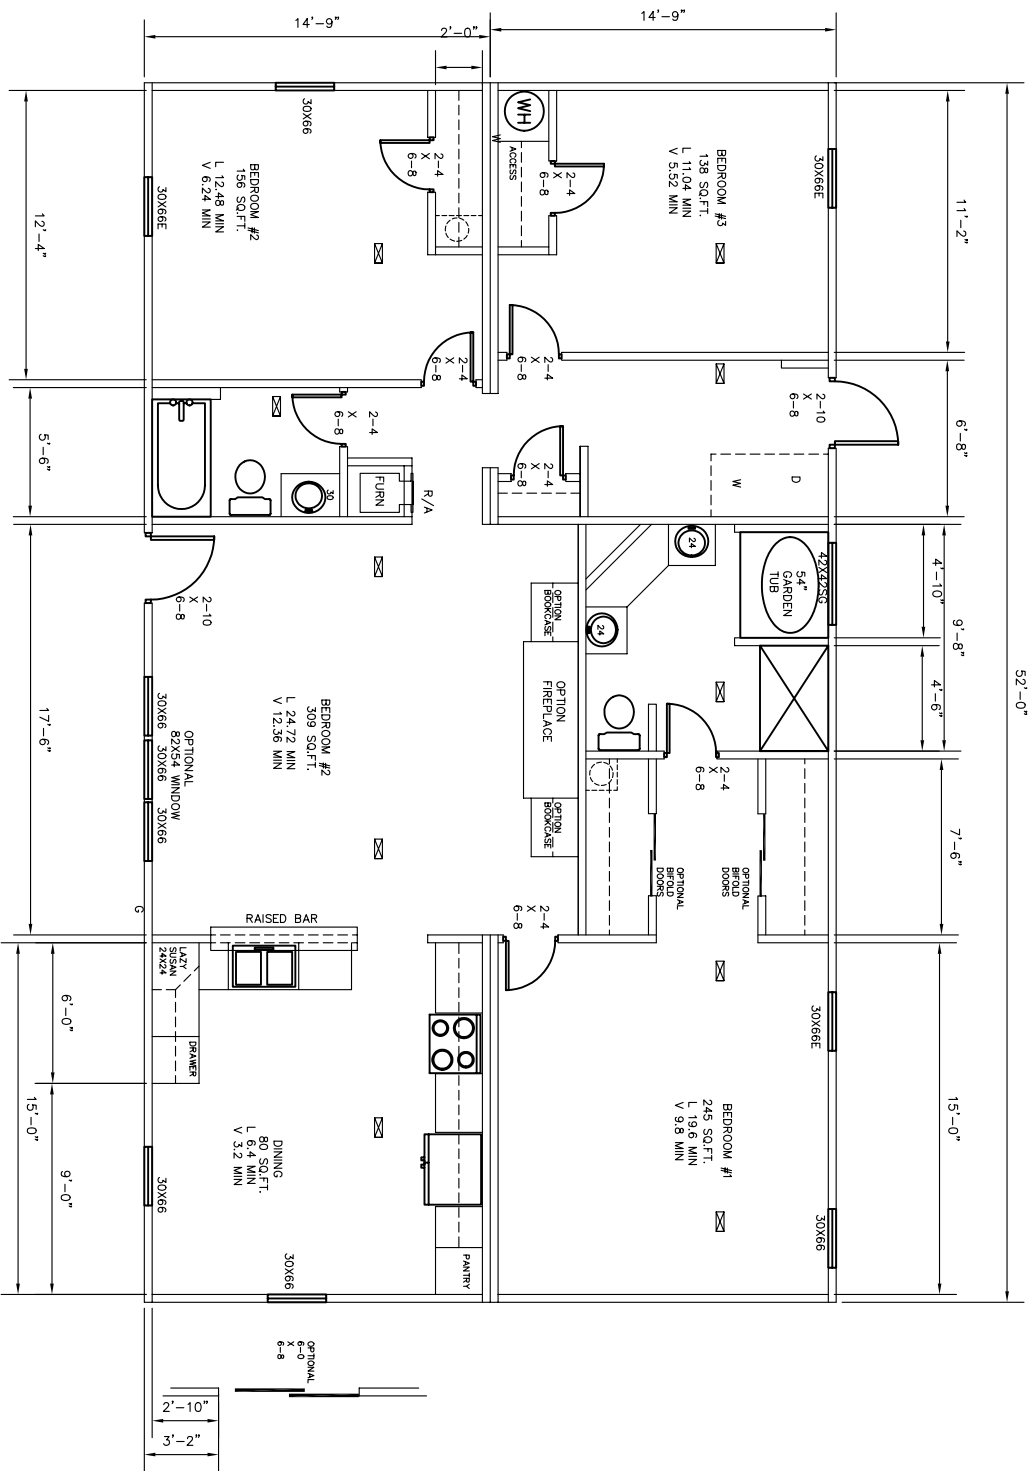 14'-9"
14'-9"
2'-0"
52'-0"
12'-4"
11'-2"
30X66
30X66E
BEDROOM #2
156 SQ.FT.
L 12.48 MIN
V 6.24 MIN
2-4
X
6-8
WH
W
ACCESS
2-4
X
6-8
BEDROOM #3
138 SQ.FT.
L 11.04 MIN
V 5.52 MIN
30X66E
2-4
X
6-8
2-4
X
6-8
5'-6"
6'-8"
2-4
X
6-8
30
FURN
R/A
2-4
X
6-8
W
D
2-10
X
6-8
2-10
X
6-8
17'-6"
24
24
54"
GARDEN
TUB
42X42SG
4'-10"
9'-8"
4'-6"
OPTION
BOOKCASE
OPTION
FIREPLACE
OPTION
BOOKCASE
BEDROOM #2
309 SQ.FT.
L 24.72 MIN
V 12.36 MIN
30X66
30X66
30X66
OPTIONAL
82X54 WINDOW
2-4
X
6-8
7'-6"
OPTIONAL
BIFOLD
DOORS
OPTIONAL
BIFOLD
DOORS
G
RAISED BAR
2-4
X
6-8
LAZY
SUSAN
24X24
DRAWER
6'-0"
15'-0"
9'-0"
30X66
DINING
80 SQ.FT.
L 6.4 MIN
V 3.2 MIN
PANTRY
30X66
BEDROOM #1
245 SQ.FT.
L 19.6 MIN
V 9.8 MIN
30X66E
30X66
15'-0"
OPTIONAL
6-0
X
6-8
2'-10"
3'-2"